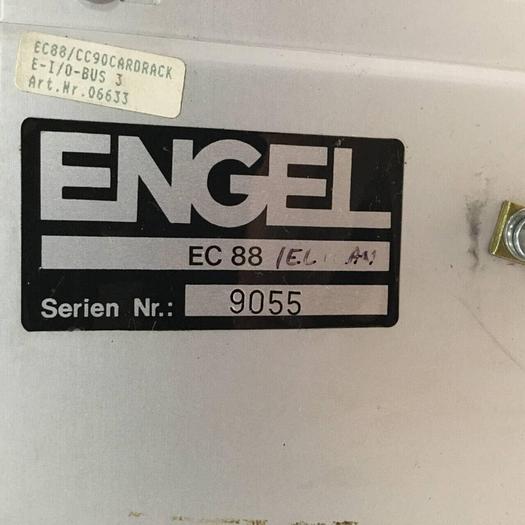 EC88/CC90CARDRACK
E-I/O-BUS 3
Art.Nr.06633
ENGEL
EC 88
Serien Nr.: 9055